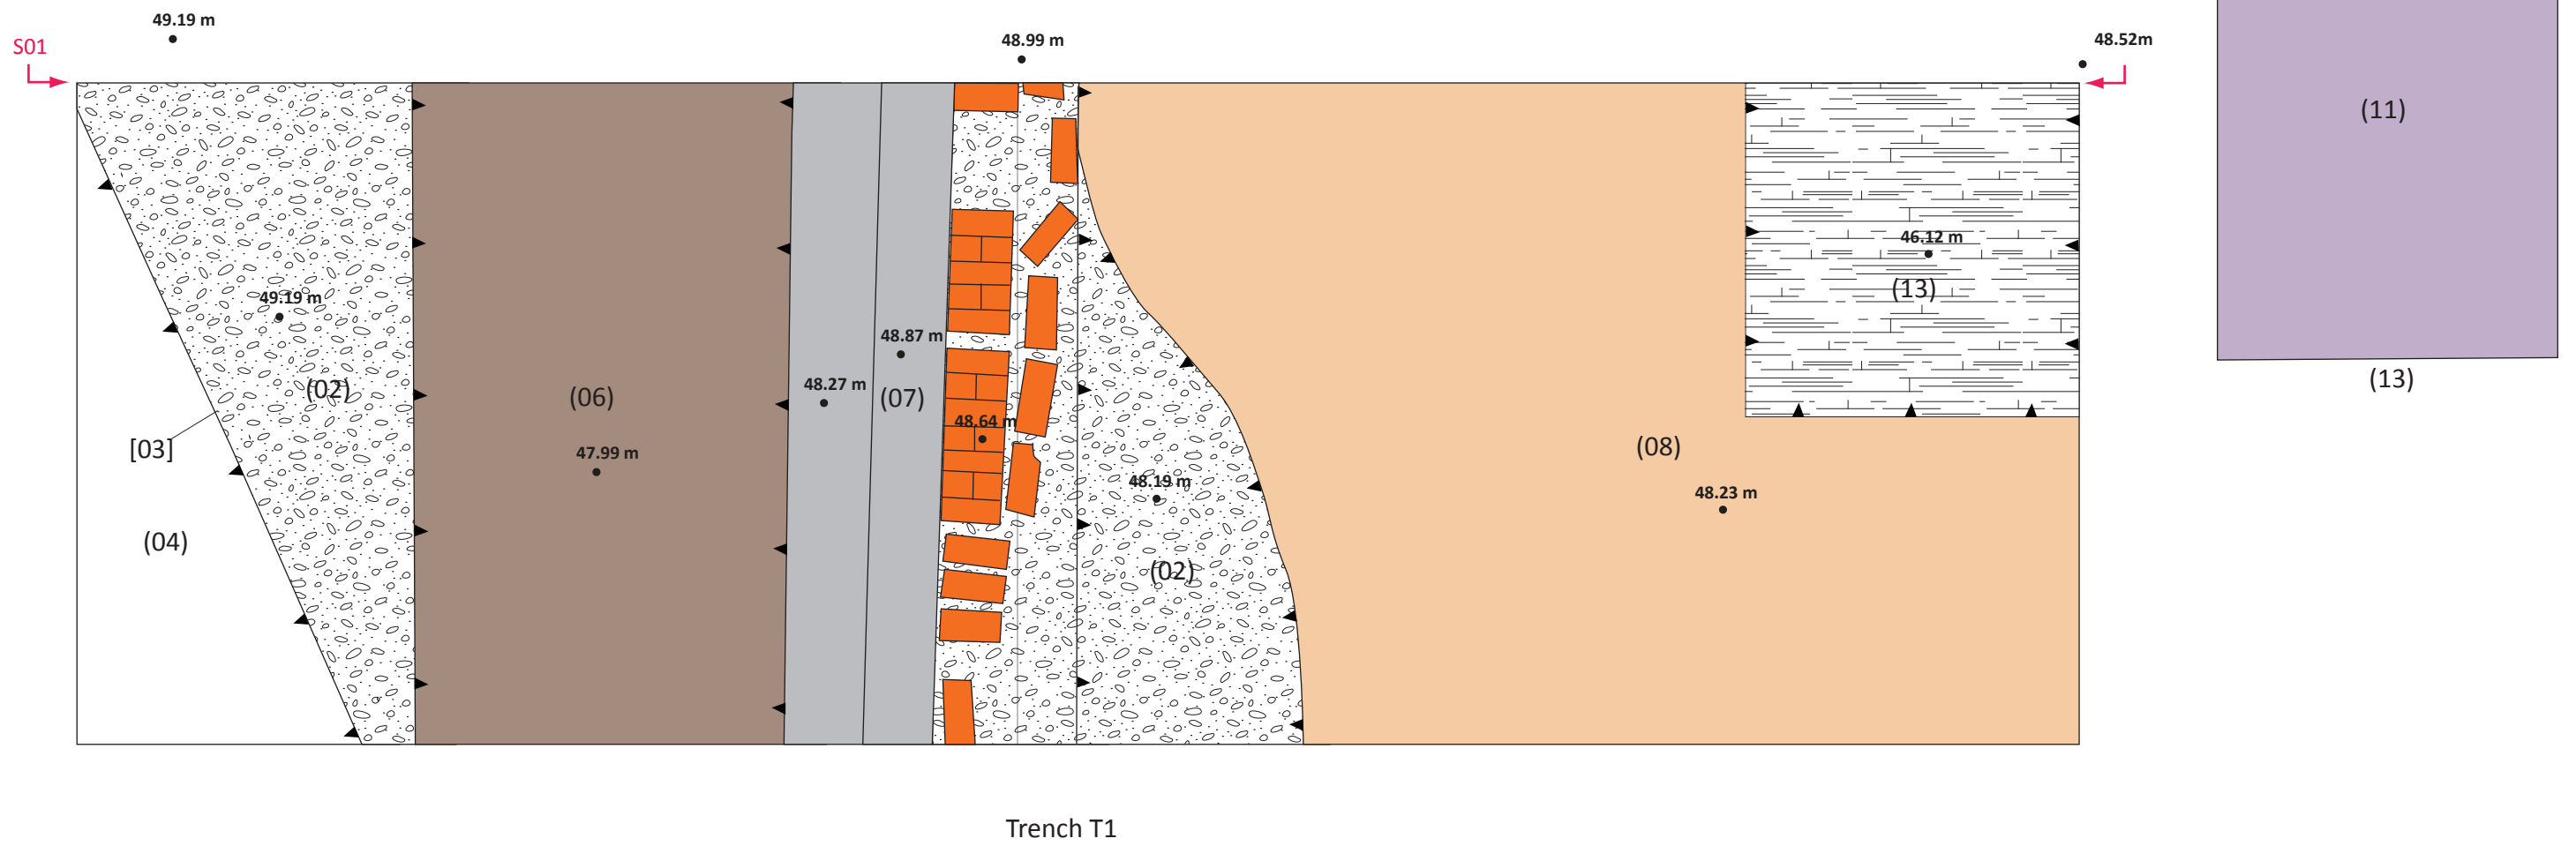 49.19 m
48.99 m
48.52m
S01
(11)
46.12 m
(13)
49.19 m
48.87 m
(13)
48.27 m
(02)
(06)
(07)
48.64 m
[03]
(08)
47.99 m
48.19 m
48.23 m
(04)
(02)
Trench T1